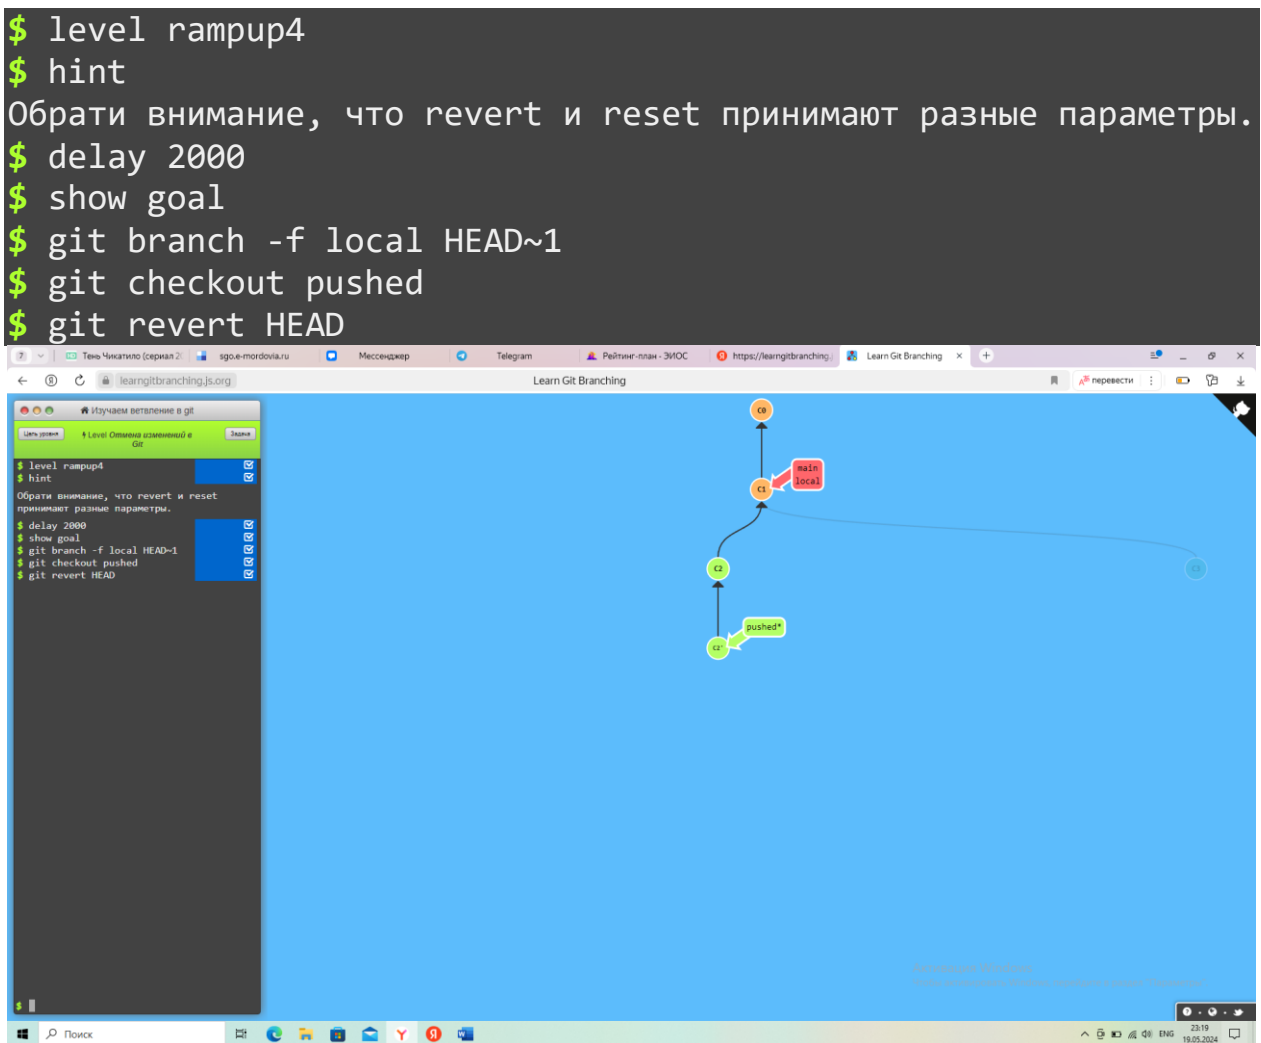 $ level rampup4
$ hint
Обрати внимание, что revert и reset принимают разные параметры.
$ delay 2000
$ show goal
$ git branch -f local HEAD~1
$ git checkout pushed
$ git revert HEAD
7 Тень Чикатило (сериал 2 sgo.e-mordovia.ru Мессенджер Telegram Рейтинг-план - ЭИОС https://learngitbranching. Learn Git Branching
learngitbranching.js.org Learn Git Branching перевести
Изучаем ветвление в git
Цель уровня Level Отмена изменений в Git Задача
$ level rampup4
$ hint
Обрати внимание, что revert и reset
принимают разные параметры.
$ delay 2000
$ show goal
$ git branch -f local HEAD~1
$ git checkout pushed
$ git revert HEAD
$
C0
main
local
C1
C2
C3
pushed*
C2'
Поиск
ENG
23:19
19.05.2024